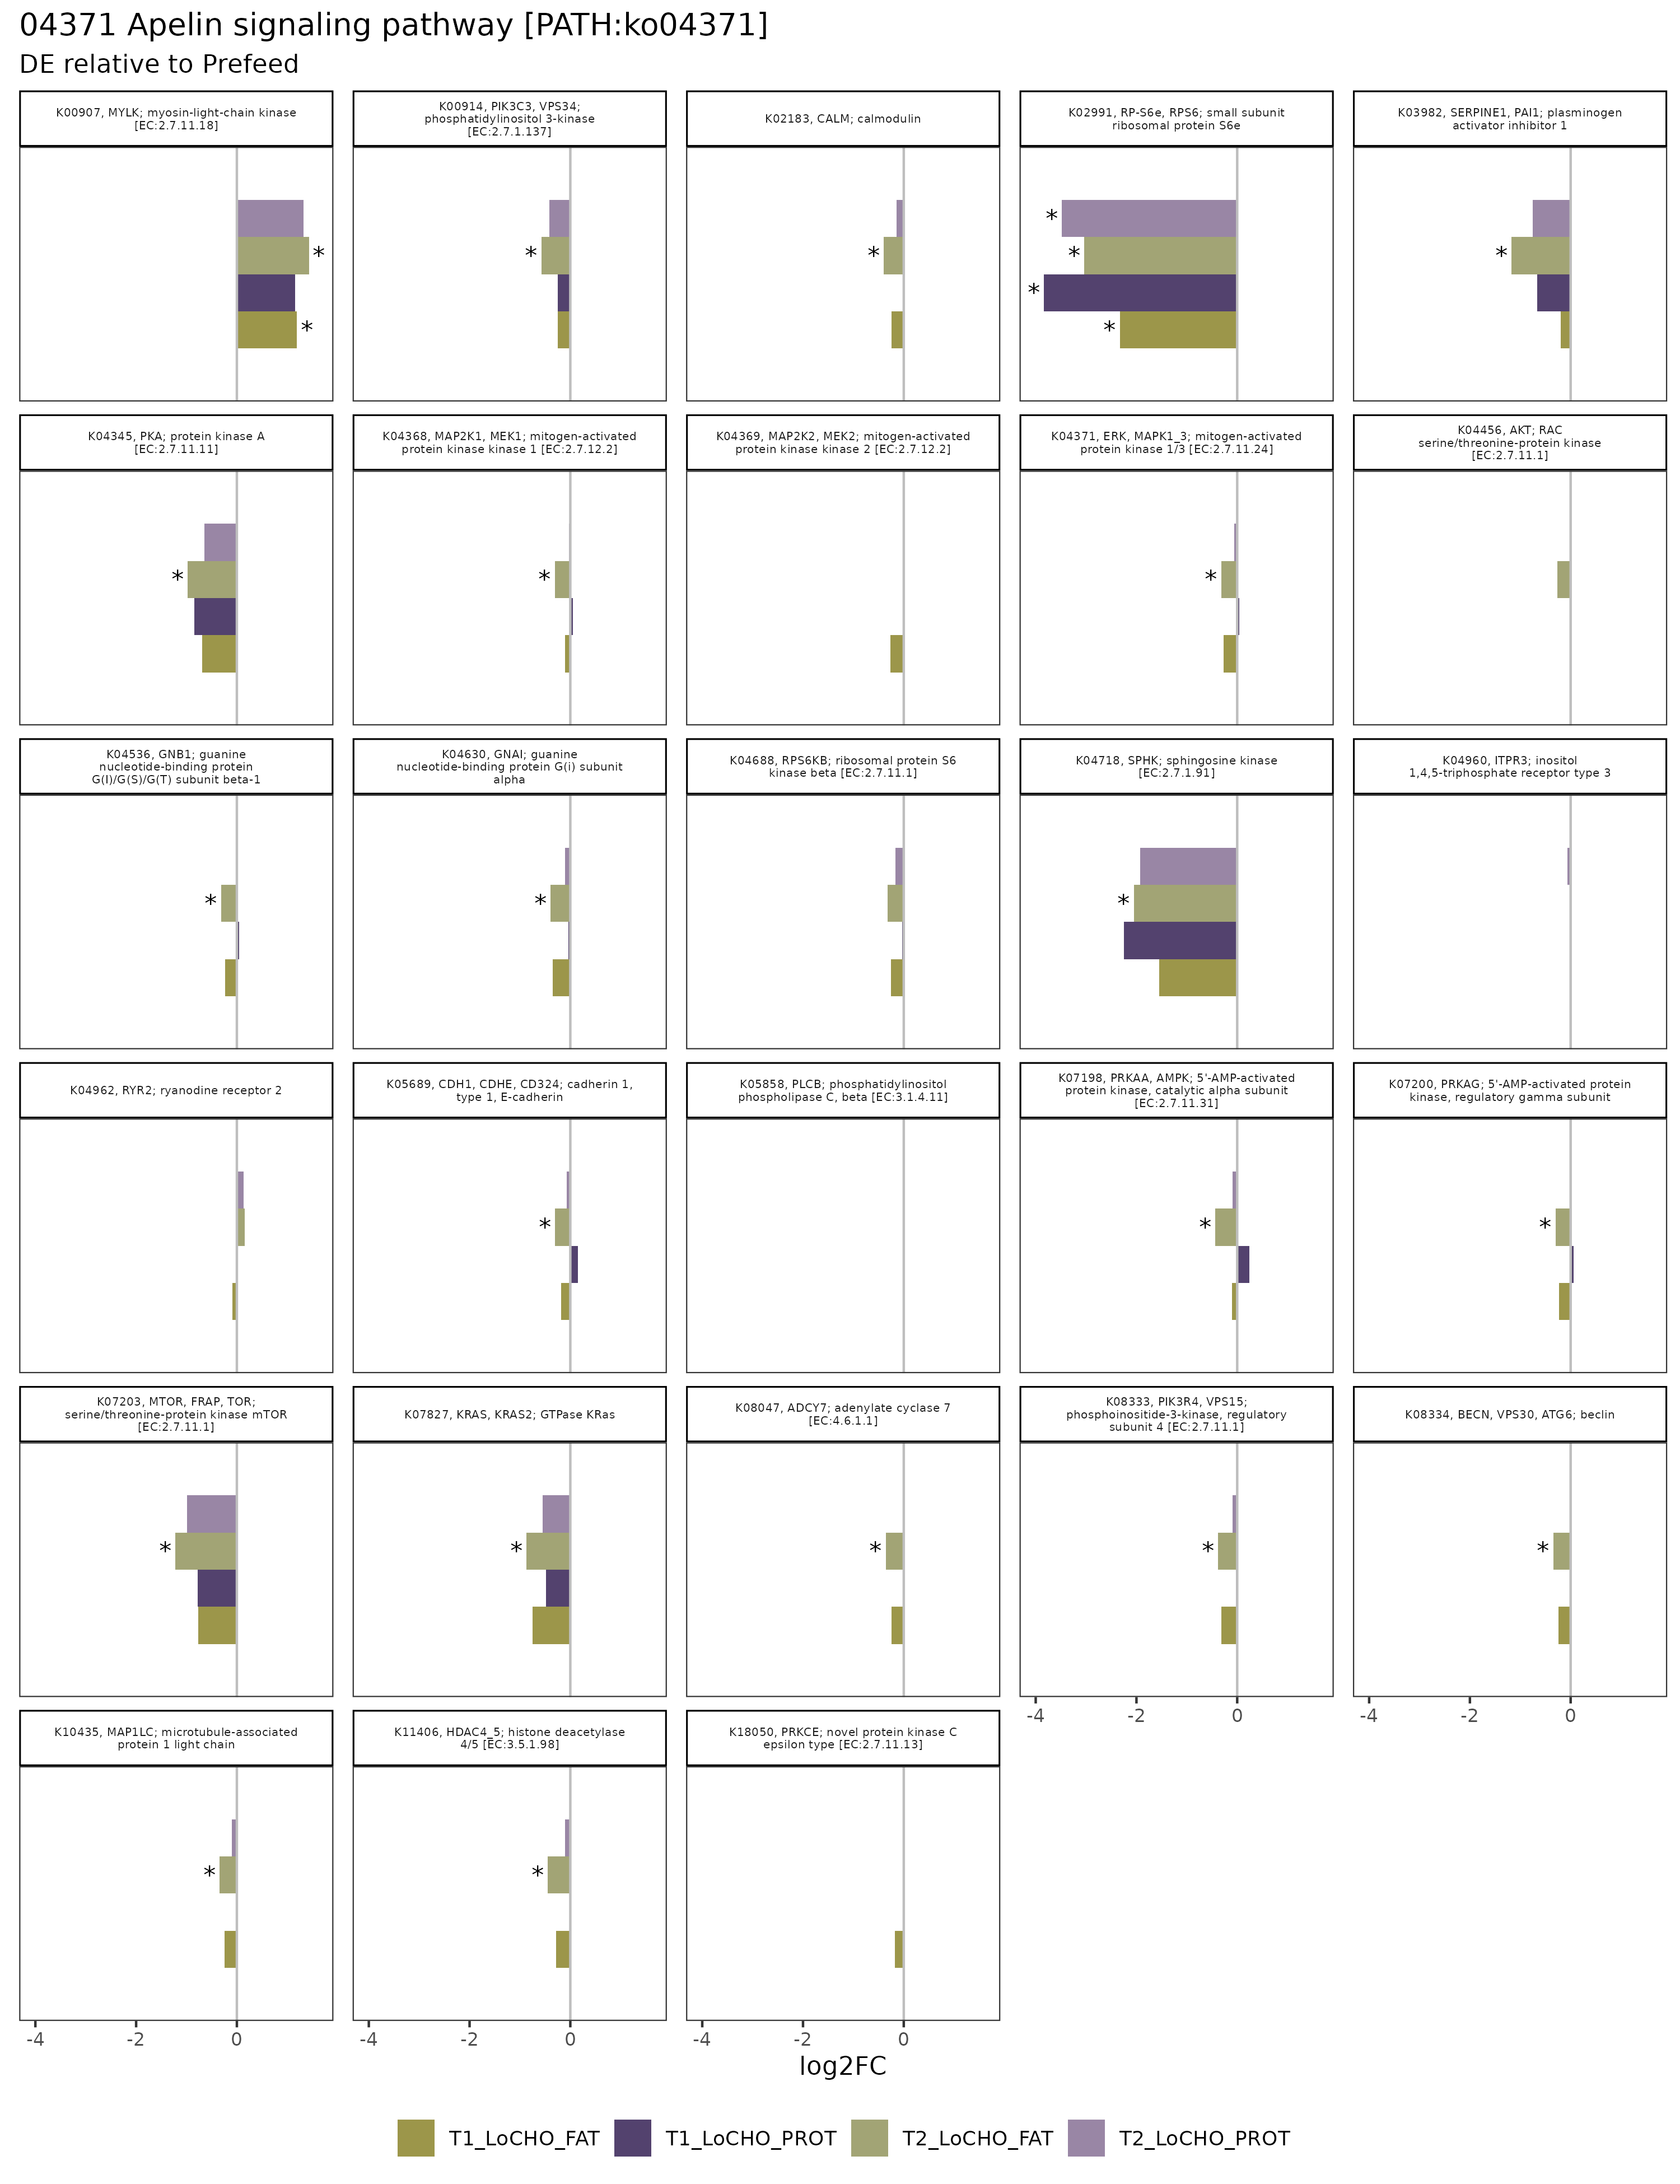 04371 Apelin signaling pathway [PATH:ko04371]
DE relative to Prefeed
K00907, MYLK; myosin-light-chain kinase
[EC:2.7.11.18]
K00914, PIK3C3, VPS34;
phosphatidylinositol 3-kinase
[EC:2.7.1.137]
K02183, CALM; calmodulin
K02991, RP-S6e, RPS6; small subunit
ribosomal protein S6e
K03982, SERPINE1, PAI1; plasminogen
activator inhibitor 1
*
*
*
*
*
*
*
*
*
K04345, PKA; protein kinase A
[EC:2.7.11.11]
K04368, MAP2K1, MEK1; mitogen-activated
protein kinase kinase 1 [EC:2.7.12.2]
K04369, MAP2K2, MEK2; mitogen-activated
protein kinase kinase 2 [EC:2.7.12.2]
K04371, ERK, MAPK1_3; mitogen-activated
protein kinase 1/3 [EC:2.7.11.24]
K04456, AKT; RAC
serine/threonine-protein kinase
[EC:2.7.11.1]
*
*
*
K04536, GNB1; guanine
nucleotide-binding protein
G(I)/G(S)/G(T) subunit beta-1
K04630, GNAI; guanine
nucleotide-binding protein G(i) subunit
alpha
K04688, RPS6KB; ribosomal protein S6
kinase beta [EC:2.7.11.1]
K04718, SPHK; sphingosine kinase
[EC:2.7.1.91]
K04960, ITPR3; inositol
1,4,5-triphosphate receptor type 3
*
*
*
K04962, RYR2; ryanodine receptor 2
K05689, CDH1, CDHE, CD324; cadherin 1,
type 1, E-cadherin
K05858, PLCB; phosphatidylinositol
phospholipase C, beta [EC:3.1.4.11]
K07198, PRKAA, AMPK; 5'-AMP-activated
protein kinase, catalytic alpha subunit
[EC:2.7.11.31]
K07200, PRKAG; 5'-AMP-activated protein
kinase, regulatory gamma subunit
*
*
*
K07203, MTOR, FRAP, TOR;
serine/threonine-protein kinase mTOR
[EC:2.7.11.1]
K07827, KRAS, KRAS2; GTPase KRas
K08047, ADCY7; adenylate cyclase 7
[EC:4.6.1.1]
K08333, PIK3R4, VPS15;
phosphoinositide-3-kinase, regulatory
subunit 4 [EC:2.7.11.1]
K08334, BECN, VPS30, ATG6; beclin
*
*
*
*
*
-4 -2 0
-4 -2 0
K10435, MAP1LC; microtubule-associated
protein 1 light chain
K11406, HDAC4_5; histone deacetylase
4/5 [EC:3.5.1.98]
K18050, PRKCE; novel protein kinase C
epsilon type [EC:2.7.11.13]
*
*
-4 -2 0
-4 -2 0
-4 -2 0
log2FC
T1_LoCHO_FAT T1_LoCHO_PROT T2_LoCHO_FAT T2_LoCHO_PROT